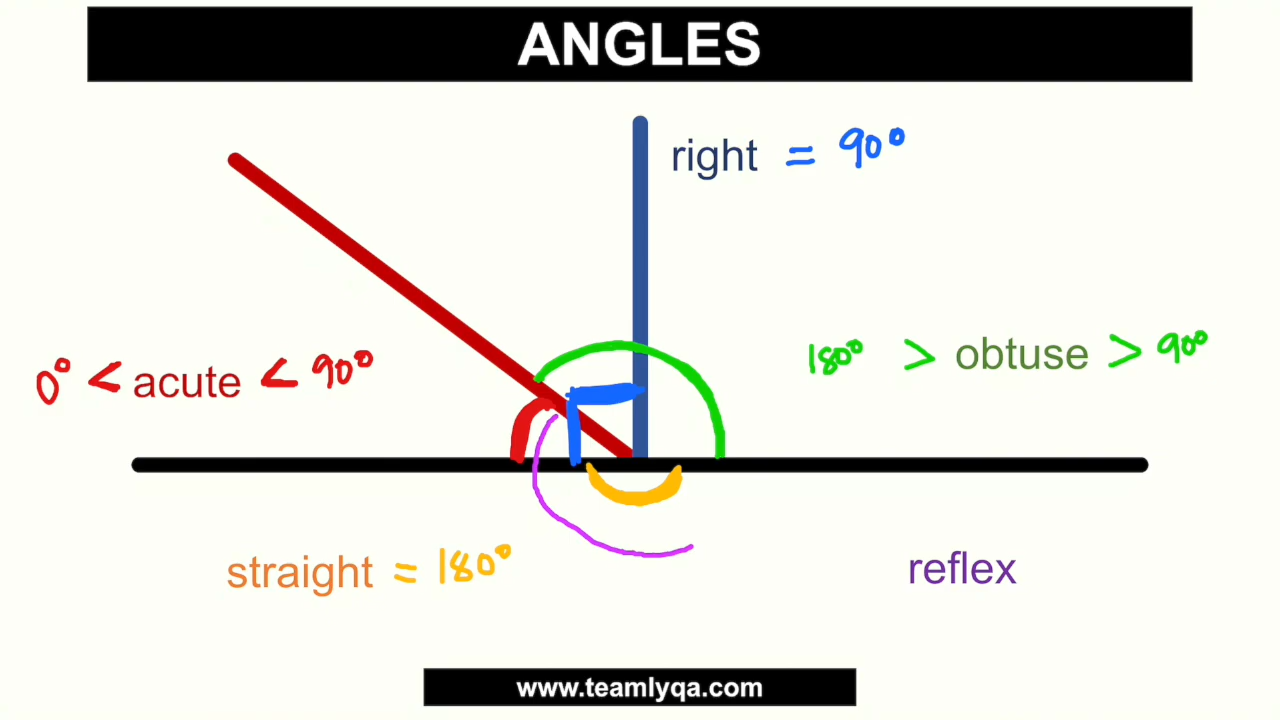 ANGLES
right = 90°
180° > obtuse > 90°
0° < acute < 90°
straight = 180°
reflex
www.teamlyqa.com